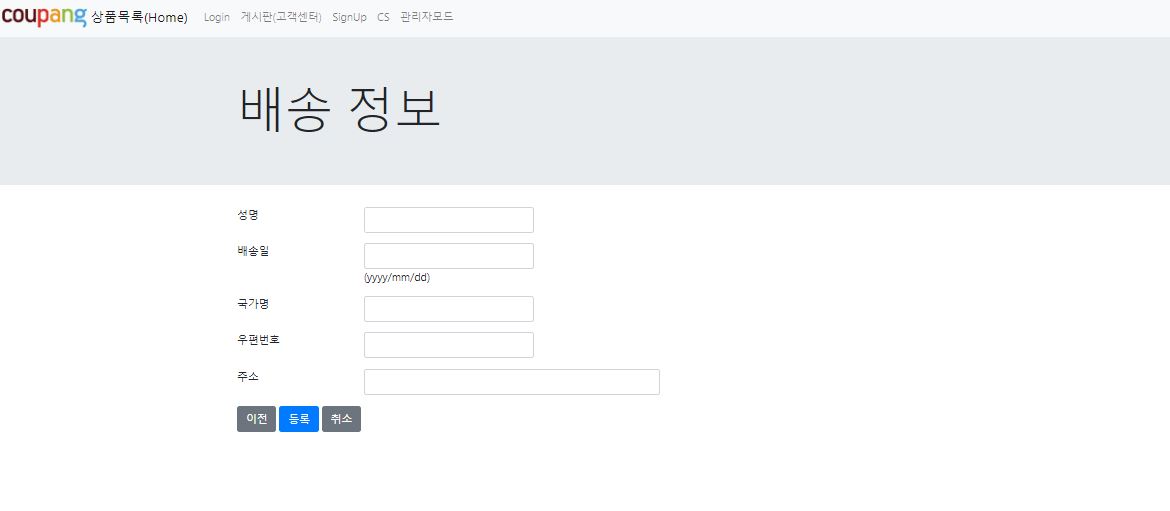 coupang 상품목록(Home) Login 게시판(고객센터) SignUp CS 관리자모드
배송 정보
성명
배송일
(yyyy/mm/dd)
국가명
우편번호
주소
이전 등록 취소